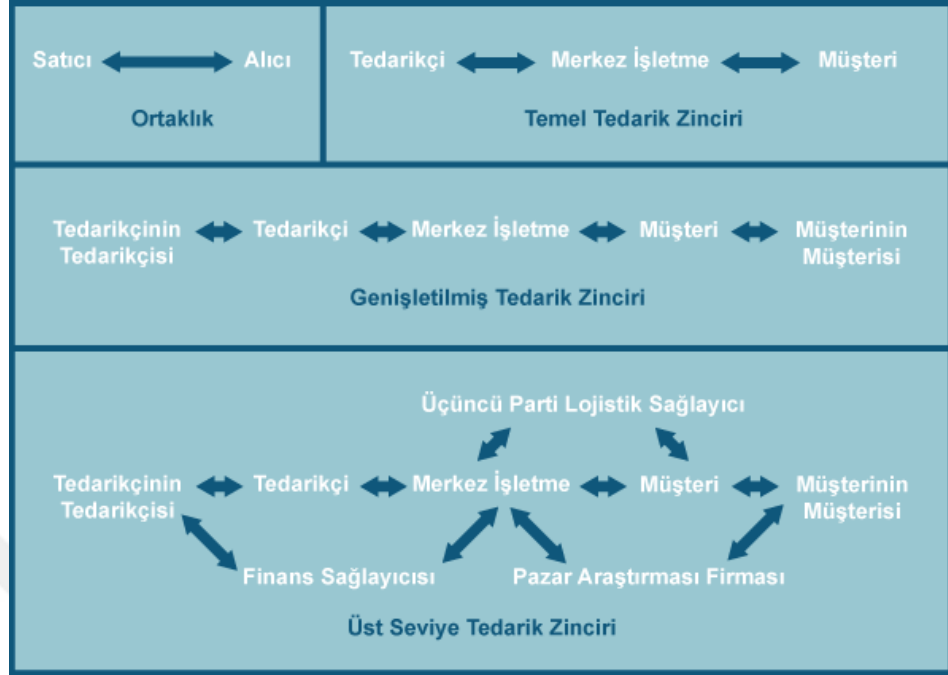 Satıcı Alıcı
Ortaklık
Tedarikçi Merkez İşletme Müşteri
Temel Tedarik Zinciri
Tedarikçinin Tedarikçi Merkez İşletme Müşteri Müşterinin
Tedarikçisi Müşterisi
Genişletilmiş Tedarik Zinciri
Üçüncü Parti Lojistik Sağlayıcı
Tedarikçinin Tedarikçi Merkez İşletme Müşteri Müşterinin
Tedarikçisi Müşterisi
Finans Sağlayıcısı Pazar Araştırması Firması
Üst Seviye Tedarik Zinciri